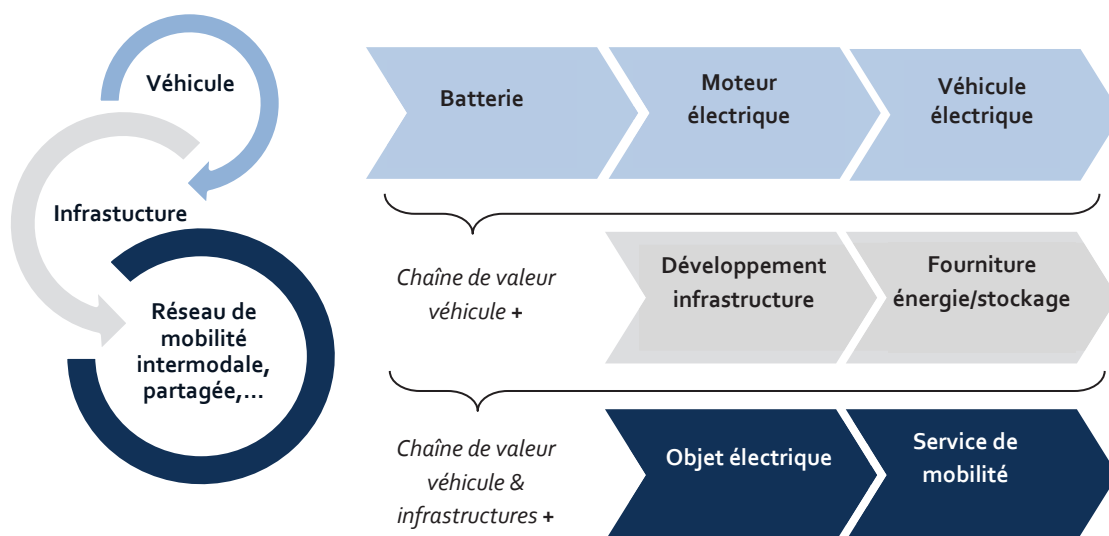 Véhicule
Infrastucture
Réseau de
mobilité
intermodale,
partagée,...
Batterie
Moteur
électrique
Véhicule
électrique
Chaîne de valeur
véhicule +
Développement
infrastructure
Fourniture
énergie/stockage
Chaîne de valeur
véhicule &
infrastructures +
Objet électrique
Service de
mobilité